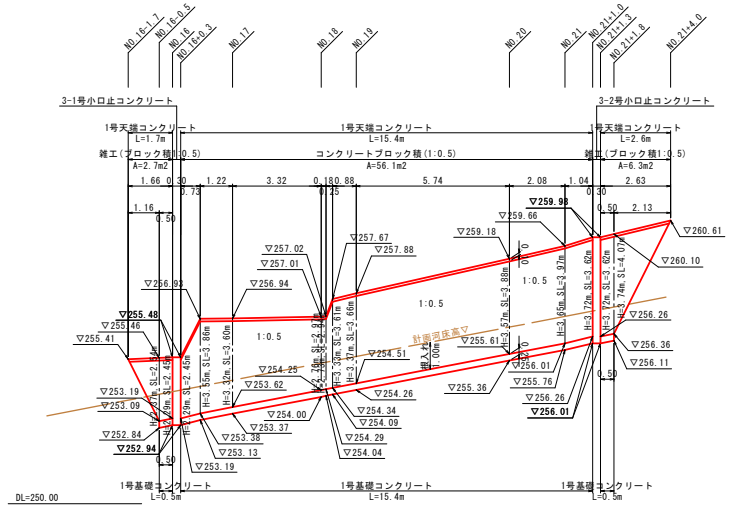 NO.16-1.7
NO.16-0.5
NO.16
NO.16+0.3
NO.17
NO.18
NO.19
NO.20
NO.21
NO.21+1.0
NO.21+1.3
NO.21+1.8
NO.21+4.0
3-1号小口止コンクリート
3-2号小口止コンクリート
1号天端コンクリート
L=1.7m
1号天端コンクリート
L=15.4m
1号天端コンクリート
L=2.6m
雑工(ブロック積1:0.5)
A=2.7m2
コンクリートブロック積(1:0.5)
A=56.1m2
雑工(ブロック積1:0.5)
A=6.3m2
1.66
0.30
1.22
3.32
0.18
0.88
5.74
2.08
1.04
2.63
0.73
0.25
0.30
1.16
0.50
0.50
2.13
▽259.98
▽259.66
▽260.61
▽259.18
▽260.10
▽257.67
▽257.02
▽257.88
▽257.01
▽256.93
▽256.94
▽255.48
▽255.46
▽255.41
1:0.5
1:0.5
1:0.5
計画河床高▽
根入れ
1.00m
H=3.55m, SL=3.86m
H=3.32m, SL=3.60m
H=3.31m, SL=3.66m
H=3.57m, SL=3.88m
H=3.65m, SL=3.97m
H=3.72m, SL=3.62m
H=3.72m, SL=3.62m
H=3.74m, SL=4.07m
▽256.26
▽256.36
▽256.11
▽255.61
▽256.01
▽255.76
▽255.36
▽256.26
▽256.01
▽254.51
▽254.25
▽254.26
▽254.34
▽254.09
▽254.00
▽254.29
▽254.04
▽253.62
▽253.37
▽253.38
▽253.13
▽253.19
▽253.19
▽253.09
▽252.84
▽252.94
0.50
0.50
1号基礎コンクリート
L=0.5m
1号基礎コンクリート
L=15.4m
1号基礎コンクリート
L=0.5m
DL=250.00